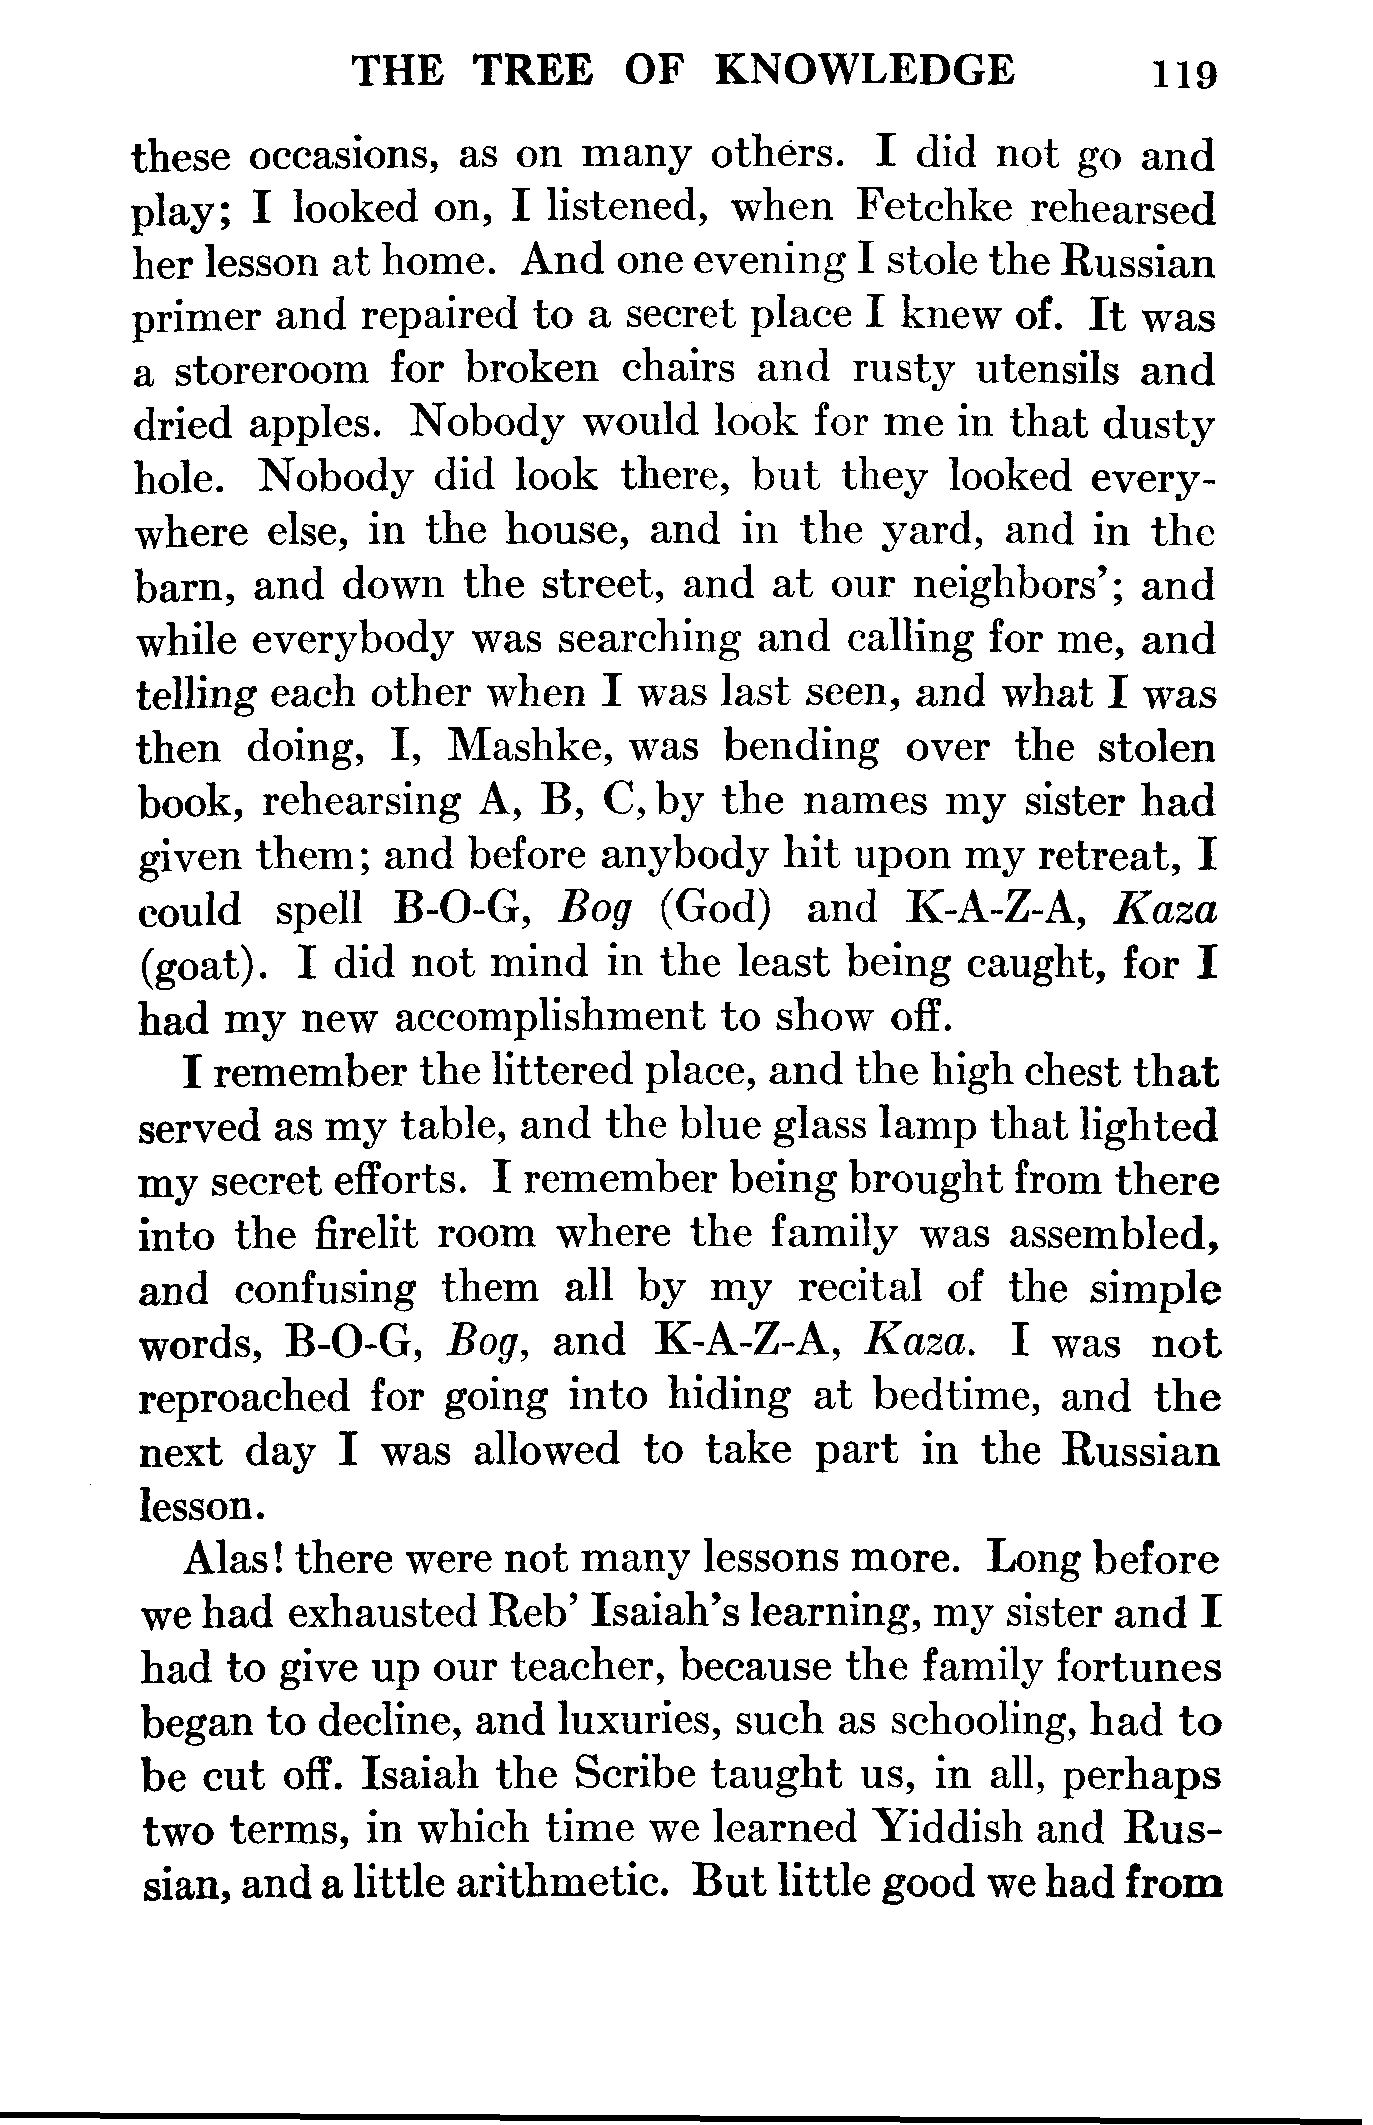 THE TREE OF KNOWLEDGE 119
these occasions, as on many others. I did not go and
play; I looked on, I listened, when Fetchke rehearsed
her lesson at home. And one evening I stole the Russian
primer and repaired to a secret place I knew of. It was
a storeroom for broken chairs and rusty utensils and
dried apples. Nobody would look for me in that dusty
hole. Nobody did look there, but they looked every-
where else, in the house, and in the yard, and in the
barn, and down the street, and at our neighbors'; and
while everybody was searching and calling for me, and
telling each other when I was last seen, and what I was
then doing, I, Mashke, was bending over the stolen
book, rehearsing A, B, C, by the names my sister had
given them; and before anybody hit upon my retreat, I
could spell B-O-G, Bog (God) and K-A-Z-A, Kaza
(goat). I did not mind in the least being caught, for I
had my new accomplishment to show off.
I remember the littered place, and the high chest that
served as my table, and the blue glass lamp that lighted
my secret efforts. I remember being brought from there
into the firelit room where the family was assembled,
and confusing them all by my recital of the simple
words, B-O-G, Bog, and K-A-Z-A, Kaza. I was not
reproached for going into hiding at bedtime, and the
next day I was allowed to take part in the Russian
lesson.
Alas! there were not many lessons more. Long before
we had exhausted Reb' Isaiah's learning, my sister and I
had to give up our teacher, because the family fortunes
began to decline, and luxuries, such as schooling, had to
be cut off. Isaiah the Scribe taught us, in all, perhaps
two terms, in which time we learned Yiddish and Rus-
sian, and a little arithmetic. But little good we had from